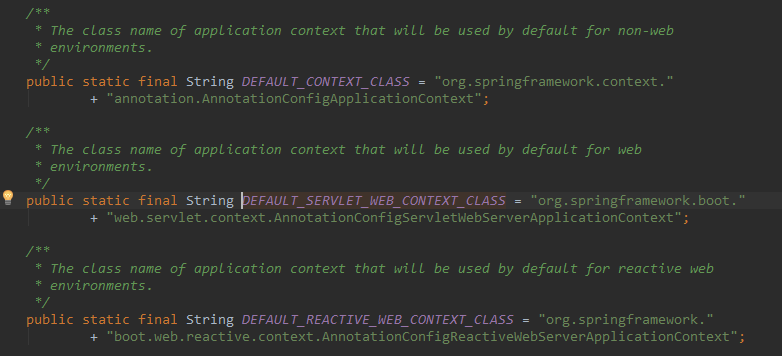 /**
 * The class name of application context that will be used by default for non-web
 * environments.
 */
public static final String DEFAULT_CONTEXT_CLASS = "org.springframework.context."
        + "annotation.AnnotationConfigApplicationContext";
/**
 * The class name of application context that will be used by default for web
 * environments.
 */
public static final String DEFAULT_SERVLET_WEB_CONTEXT_CLASS = "org.springframework.boot."
        + "web.servlet.context.AnnotationConfigServletWebServerApplicationContext";
/**
 * The class name of application context that will be used by default for reactive web
 * environments.
 */
public static final String DEFAULT_REACTIVE_WEB_CONTEXT_CLASS = "org.springframework."
        + "boot.web.reactive.context.AnnotationConfigReactiveWebServerApplicationContext";